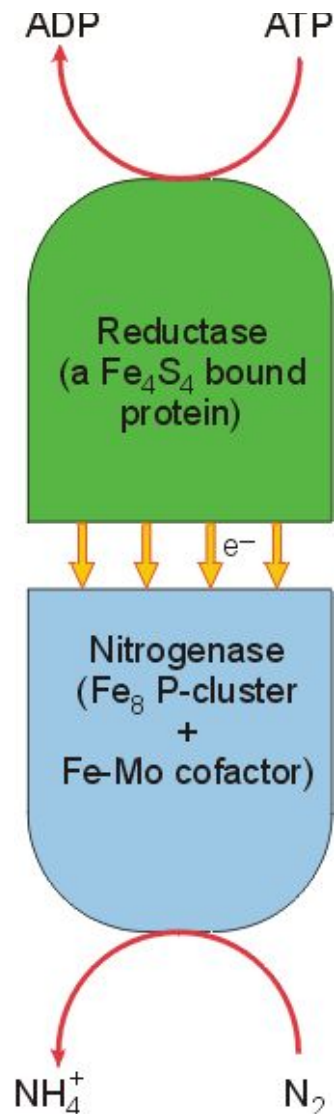 ADP ATP
Reductase
(a Fe₄S₄ bound
protein)
e⁻
Nitrogenase
(Fe₈ P-cluster
+
Fe-Mo cofactor)
NH₄⁺ N₂